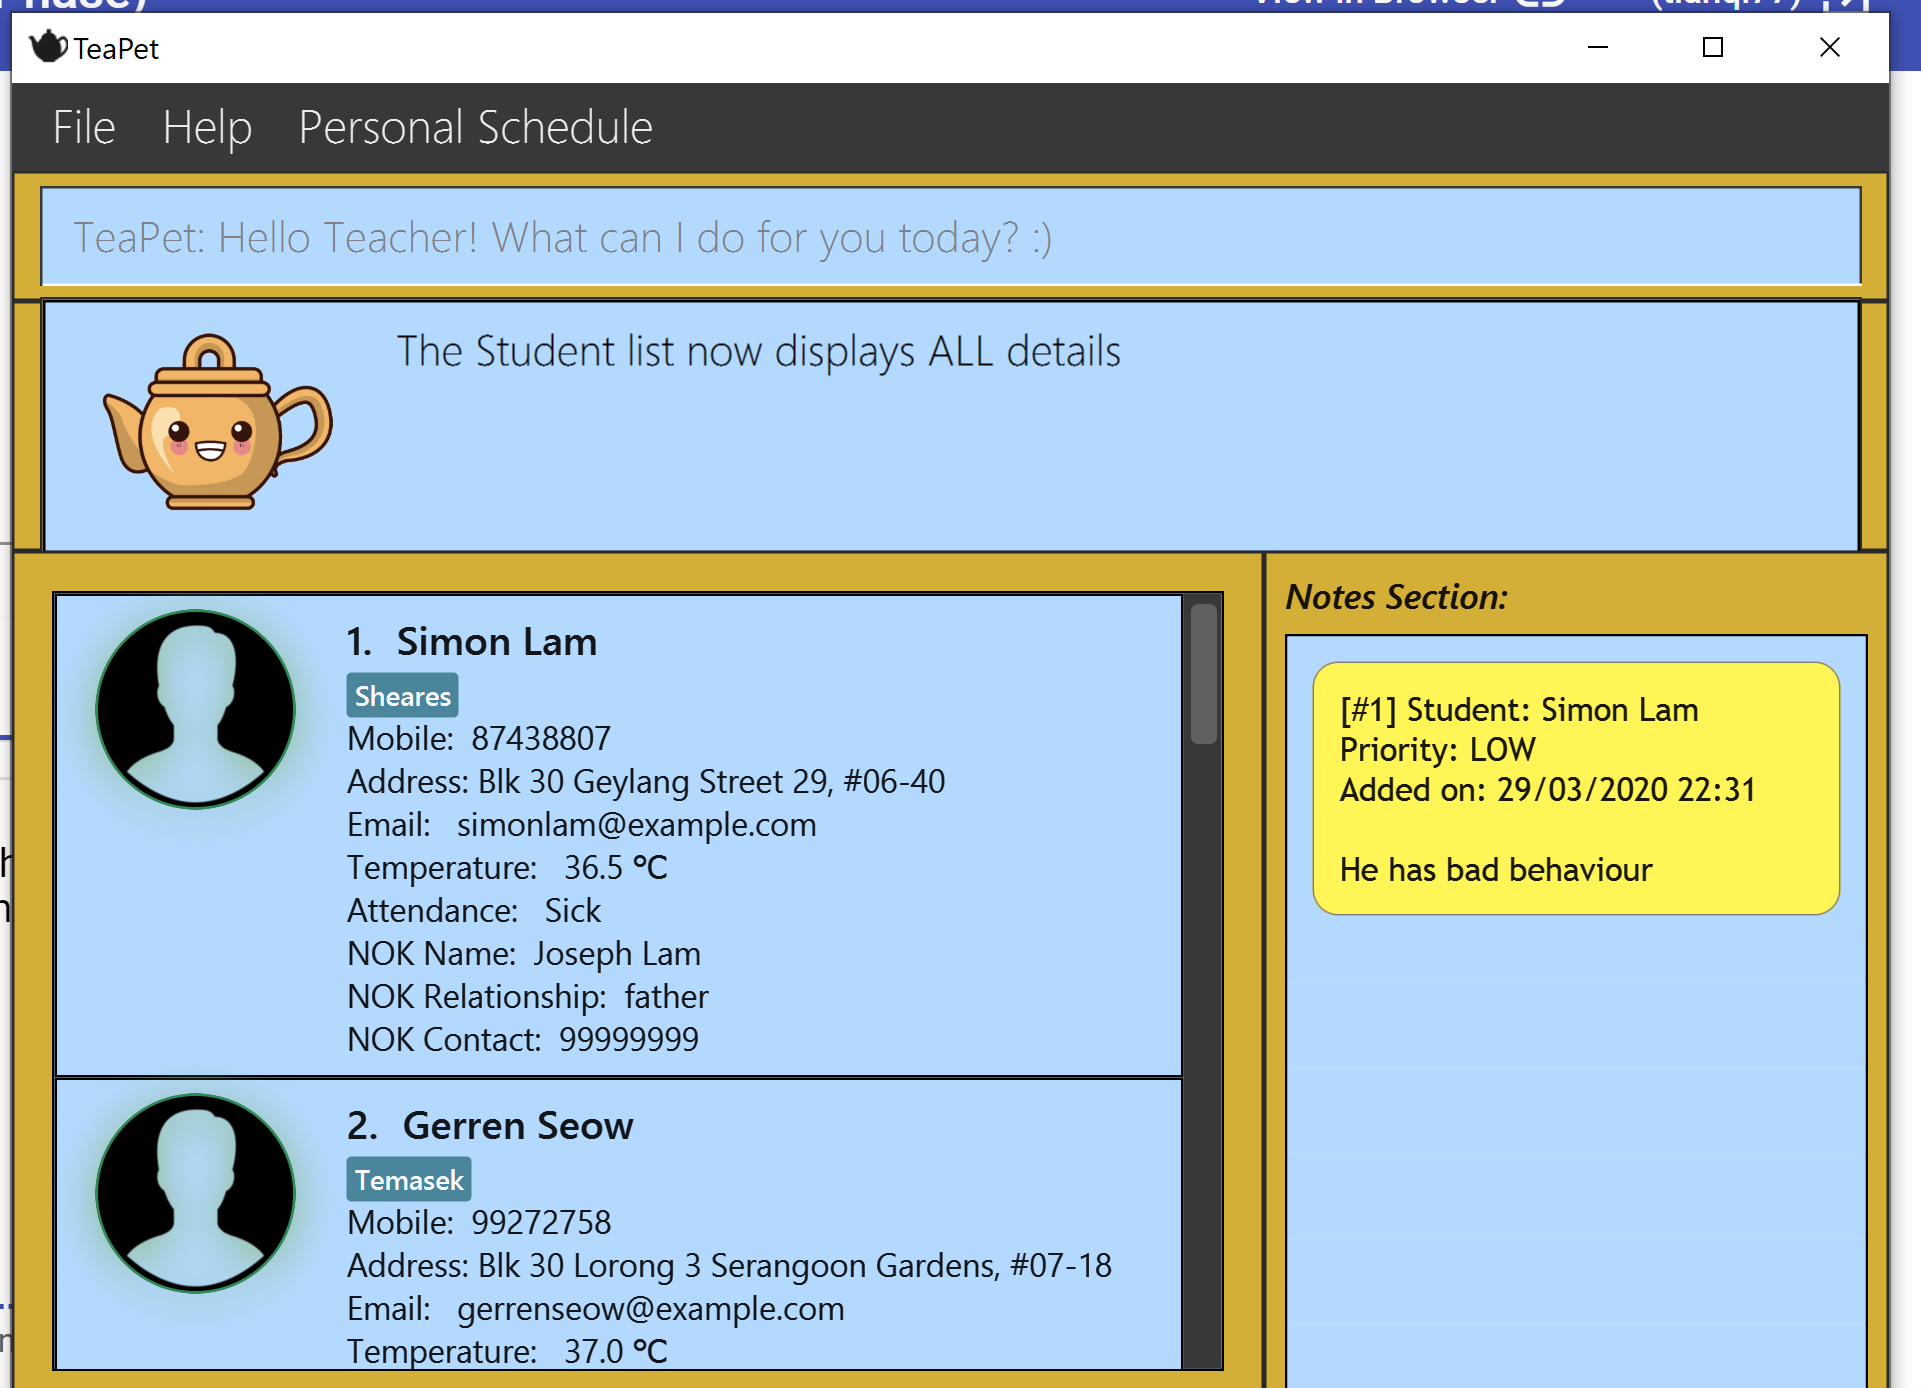 View in Browser
TeaPet
File Help Personal Schedule
TeaPet: Hello Teacher! What can I do for you today? :)
The Student list now displays ALL details
1. Simon Lam
Sheares
Mobile: 87438807
Address: Blk 30 Geylang Street 29, #06-40
Email: simonlam@example.com
Temperature: 36.5 ℃
Attendance: Sick
NOK Name: Joseph Lam
NOK Relationship: father
NOK Contact: 99999999
2. Gerren Seow
Temasek
Mobile: 99272758
Address: Blk 30 Lorong 3 Serangoon Gardens, #07-18
Email: gerrenseow@example.com
Temperature: 37.0 ℃
Notes Section:
[#1] Student: Simon Lam
Priority: LOW
Added on: 29/03/2020 22:31
He has bad behaviour